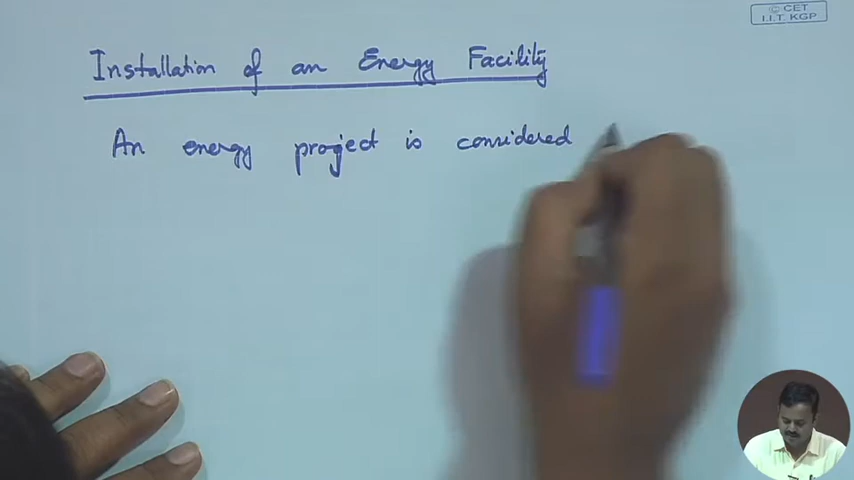 © CET
I.I.T. KGP
Installation of an Energy Facility
An energy project is considered